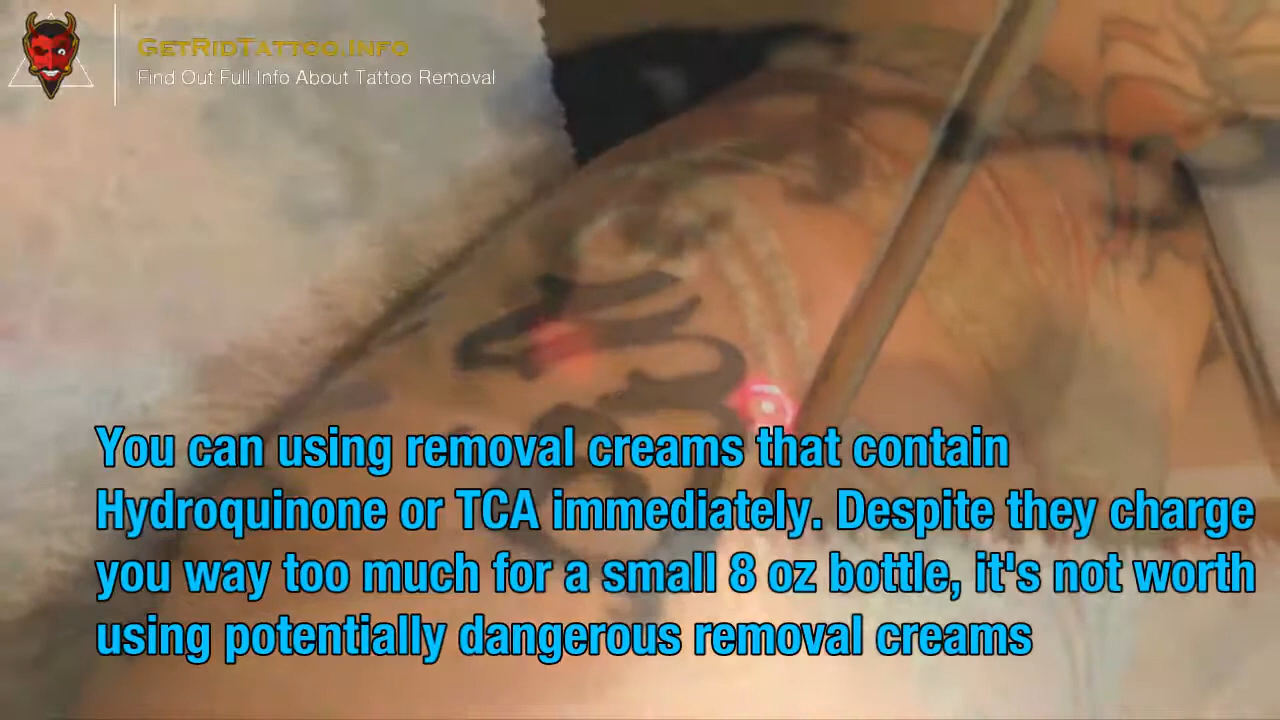 GetRidTattoo.Info
Find Out Full Info About Tattoo Removal
You can using removal creams that contain
Hydroquinone or TCA immediately. Despite they charge
you way too much for a small 8 oz bottle, it's not worth
using potentially dangerous removal creams